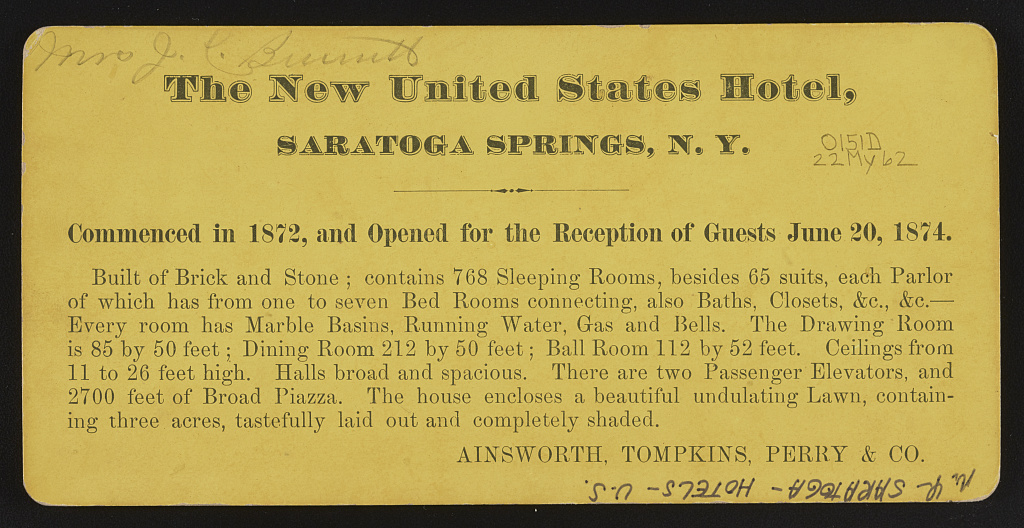 Mrs J. C. Bennett
The New United States Hotel,
SARATOGA SPRINGS, N. Y.
0151D
22My62
Commenced in 1872, and Opened for the Reception of Guests June 20, 1874.
Built of Brick and Stone ; contains 768 Sleeping Rooms, besides 65 suits, each Parlor
of which has from one to seven Bed Rooms connecting, also Baths, Closets, &c., &c.—
Every room has Marble Basins, Running Water, Gas and Bells. The Drawing Room
is 85 by 50 feet ; Dining Room 212 by 50 feet ; Ball Room 112 by 52 feet. Ceilings from
11 to 26 feet high. Halls broad and spacious. There are two Passenger Elevators, and
2700 feet of Broad Piazza. The house encloses a beautiful undulating Lawn, contain-
ing three acres, tastefully laid out and completely shaded.
AINSWORTH, TOMPKINS, PERRY & CO.
N.Y. SARATOGA - HOTELS - U.S.